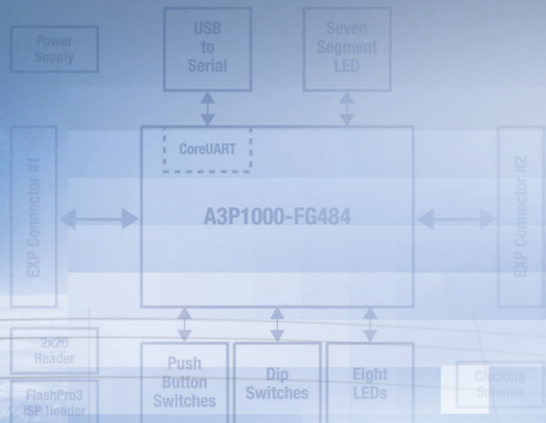 Power
Supply
USB
to
Serial
Seven
Segment
LED
CoreUART
EXP Connector #1
A3P1000-FG484
EXP Connector #2
2x20
Header
FlashPro3
ISP Header
Push
Button
Switches
Dip
Switches
Eight
LEDs
Clocking
Solution